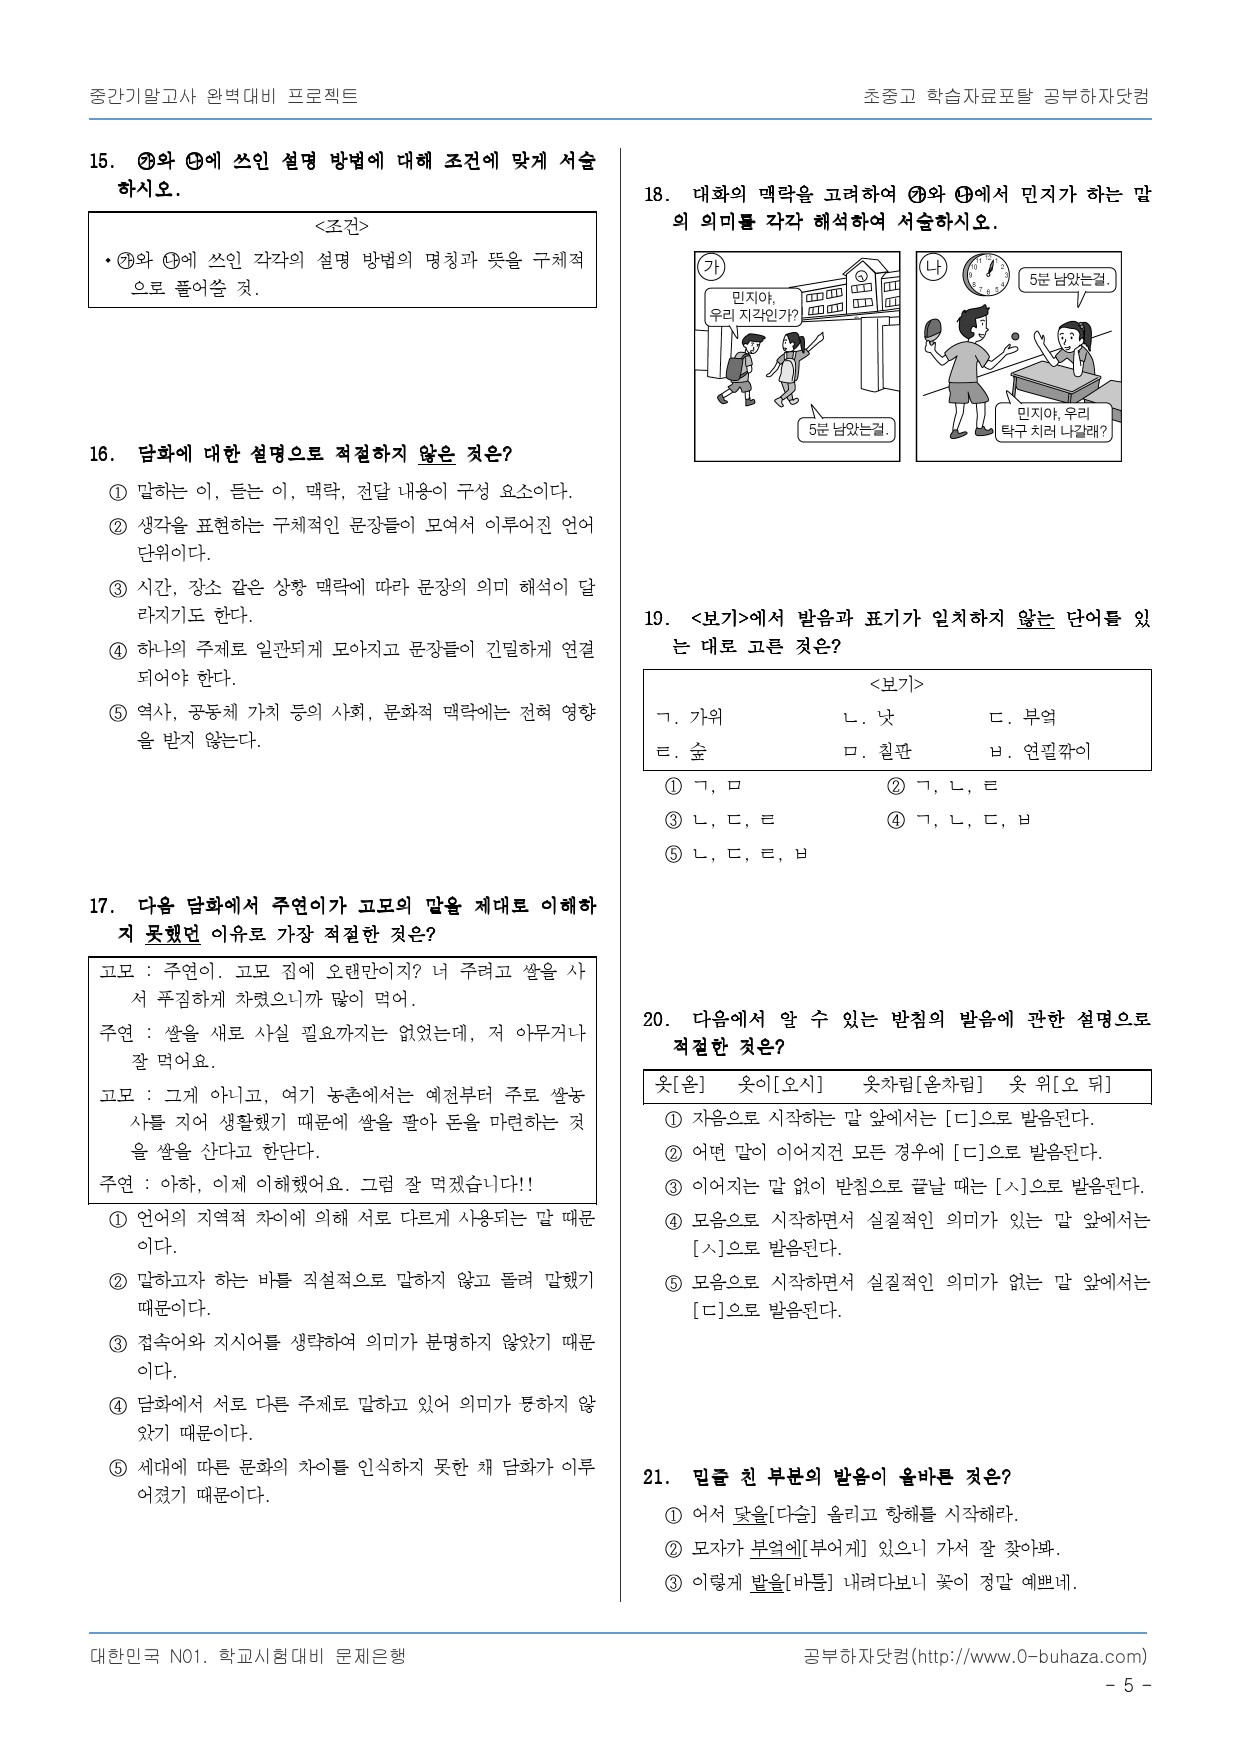 중간기말고사 완벽대비 프로젝트
초중고 학습자료포탈 공부하자닷컴
15. ㉮와 ㉯에 쓰인 설명 방법에 대해 조건에 맞게 서술
하시오.
<조건>
• ㉮와 ㉯에 쓰인 각각의 설명 방법의 명칭과 뜻을 구체적
으로 풀어쓸 것.
16. 담화에 대한 설명으로 적절하지 않은 것은?
① 말하는 이, 듣는 이, 맥락, 전달 내용이 구성 요소이다.
② 생각을 표현하는 구체적인 문장들이 모여서 이루어진 언어
단위이다.
③ 시간, 장소 같은 상황 맥락에 따라 문장의 의미 해석이 달
라지기도 한다.
④ 하나의 주제로 일관되게 모아지고 문장들이 긴밀하게 연결
되어야 한다.
⑤ 역사, 공동체 가치 등의 사회, 문화적 맥락에는 전혀 영향
을 받지 않는다.
17. 다음 담화에서 주연이가 고모의 말을 제대로 이해하
지 못했던 이유로 가장 적절한 것은?
고모 : 주연이. 고모 집에 오랜만이지? 너 주려고 쌀을 사
서 푸짐하게 차렸으니까 많이 먹어.
주연 : 쌀을 새로 사실 필요까지는 없었는데, 저 아무거나
잘 먹어요.
고모 : 그게 아니고, 여기 농촌에서는 예전부터 주로 쌀농
사를 지어 생활했기 때문에 쌀을 팔아 돈을 마련하는 것
을 쌀을 산다고 한단다.
주연 : 아하, 이제 이해했어요. 그럼 잘 먹겠습니다!!
① 언어의 지역적 차이에 의해 서로 다르게 사용되는 말 때문
이다.
② 말하고자 하는 바를 직설적으로 말하지 않고 돌려 말했기
때문이다.
③ 접속어와 지시어를 생략하여 의미가 분명하지 않았기 때문
이다.
④ 담화에서 서로 다른 주제로 말하고 있어 의미가 통하지 않
았기 때문이다.
⑤ 세대에 따른 문화의 차이를 인식하지 못한 채 담화가 이루
어졌기 때문이다.
18. 대화의 맥락을 고려하여 ㉮와 ㉯에서 민지가 하는 말
의 의미를 각각 해석하여 서술하시오.
㉮
민지야,
우리 지각인가?
5분 남았는걸.
㉯
5분 남았는걸.
민지야, 우리
탁구 치러 나갈래?
19. <보기>에서 발음과 표기가 일치하지 않는 단어를 있
는 대로 고른 것은?
<보기>
ㄱ. 가위 ㄴ. 낫 ㄷ. 부엌
ㄹ. 숲 ㅁ. 칠판 ㅂ. 연필깎이
① ㄱ, ㅁ ② ㄱ, ㄴ, ㄹ
③ ㄴ, ㄷ, ㄹ ④ ㄱ, ㄴ, ㄷ, ㅂ
⑤ ㄴ, ㄷ, ㄹ, ㅂ
20. 다음에서 알 수 있는 받침의 발음에 관한 설명으로
적절한 것은?
옷[옫] 옷이[오시] 옷차림[옫차림] 옷 위[오 뒤]
① 자음으로 시작하는 말 앞에서는 [ㄷ]으로 발음된다.
② 어떤 말이 이어지건 모든 경우에 [ㄷ]으로 발음된다.
③ 이어지는 말 없이 받침으로 끝날 때는 [ㅅ]으로 발음된다.
④ 모음으로 시작하면서 실질적인 의미가 있는 말 앞에서는
[ㅅ]으로 발음된다.
⑤ 모음으로 시작하면서 실질적인 의미가 없는 말 앞에서는
[ㄷ]으로 발음된다.
21. 밑줄 친 부분의 발음이 올바른 것은?
① 어서 닻을[다슬] 올리고 항해를 시작해라.
② 모자가 부엌에[부어게] 있으니 가서 잘 찾아봐.
③ 이렇게 밭을[바틀] 내려다보니 꽃이 정말 예쁘네.
대한민국 N01. 학교시험대비 문제은행
공부하자닷컴(http://www.0-buhaza.com)
- 5 -